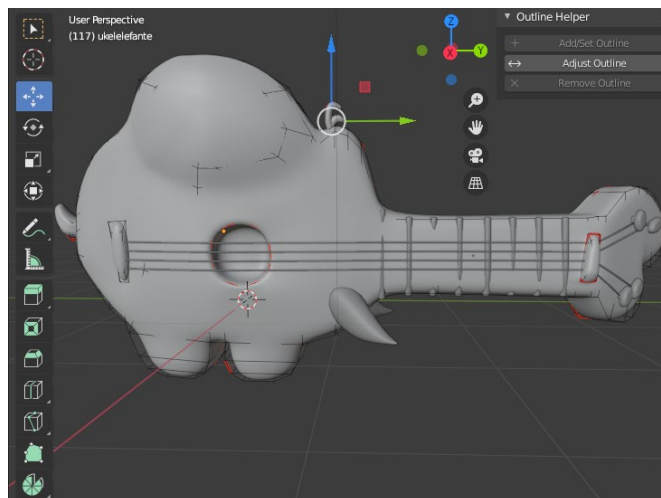 User Perspective
(117) ukelelefante
Z
Y
X
Outline Helper
Add/Set Outline
Adjust Outline
Remove Outline